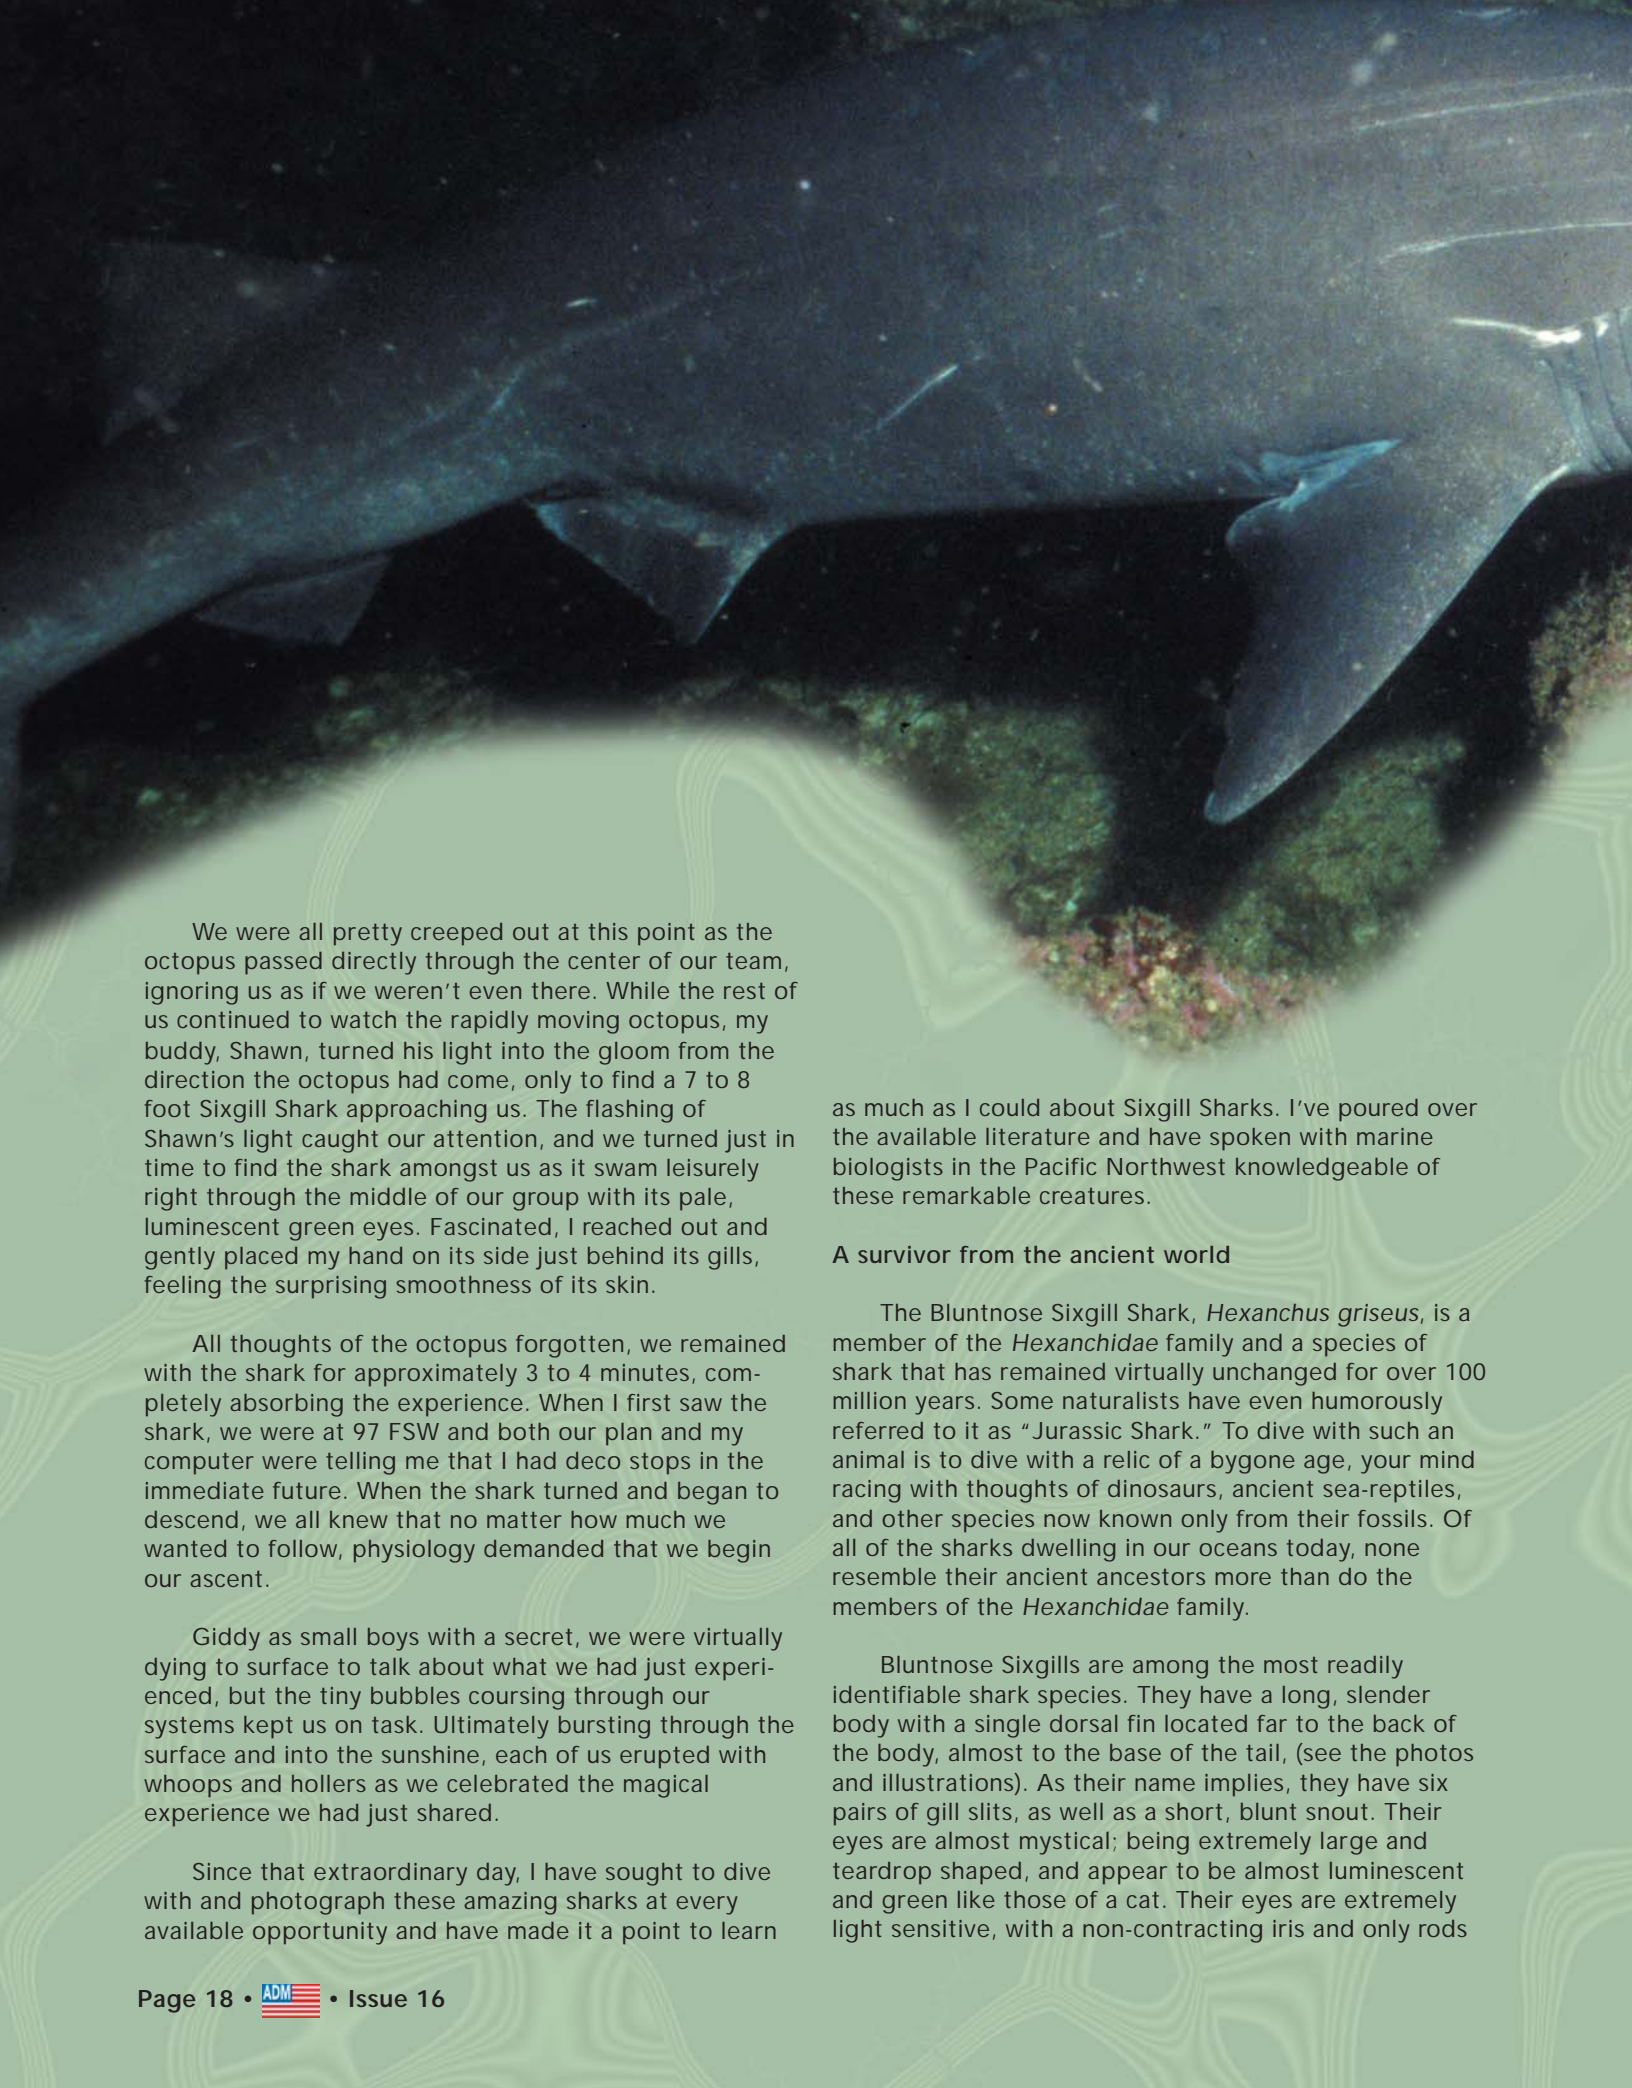 We were all pretty creeped out at this point as the
octopus passed directly through the center of our team,
ignoring us as if we weren't even there. While the rest of
us continued to watch the rapidly moving octopus, my
buddy, Shawn, turned his light into the gloom from the
direction the octopus had come, only to find a 7 to 8
foot Sixgill Shark approaching us. The flashing of
Shawn's light caught our attention, and we turned just in
time to find the shark amongst us as it swam leisurely
right through the middle of our group with its pale,
luminescent green eyes. Fascinated, I reached out and
gently placed my hand on its side just behind its gills,
feeling the surprising smoothness of its skin.
All thoughts of the octopus forgotten, we remained
with the shark for approximately 3 to 4 minutes, com-
pletely absorbing the experience. When I first saw the
shark, we were at 97 FSW and both our plan and my
computer were telling me that I had deco stops in the
immediate future. When the shark turned and began to
descend, we all knew that no matter how much we
wanted to follow, physiology demanded that we begin
our ascent.
Giddy as small boys with a secret, we were virtually
dying to surface to talk about what we had just experi-
enced, but the tiny bubbles coursing through our
systems kept us on task. Ultimately bursting through the
surface and into the sunshine, each of us erupted with
whoops and hollers as we celebrated the magical
experience we had just shared.
Since that extraordinary day, I have sought to dive
with and photograph these amazing sharks at every
available opportunity and have made it a point to learn
as much as I could about Sixgill Sharks. I've poured over
the available literature and have spoken with marine
biologists in the Pacific Northwest knowledgeable of
these remarkable creatures.
A survivor from the ancient world
The Bluntnose Sixgill Shark, Hexanchus griseus, is a
member of the Hexanchidae family and a species of
shark that has remained virtually unchanged for over 100
million years. Some naturalists have even humorously
referred to it as “Jurassic Shark.” To dive with such an
animal is to dive with a relic of a bygone age, your mind
racing with thoughts of dinosaurs, ancient sea-reptiles,
and other species now known only from their fossils. Of
all of the sharks dwelling in our oceans today, none
resemble their ancient ancestors more than do the
members of the Hexanchidae family.
Bluntnose Sixgills are among the most readily
identifiable shark species. They have a long, slender
body with a single dorsal fin located far to the back of
the body, almost to the base of the tail, (see the photos
and illustrations). As their name implies, they have six
pairs of gill slits, as well as a short, blunt snout. Their
eyes are almost mystical; being extremely large and
teardrop shaped, and appear to be almost luminescent
and green like those of a cat. Their eyes are extremely
light sensitive, with a non-contracting iris and only rods
Page 18 • ADM • Issue 16